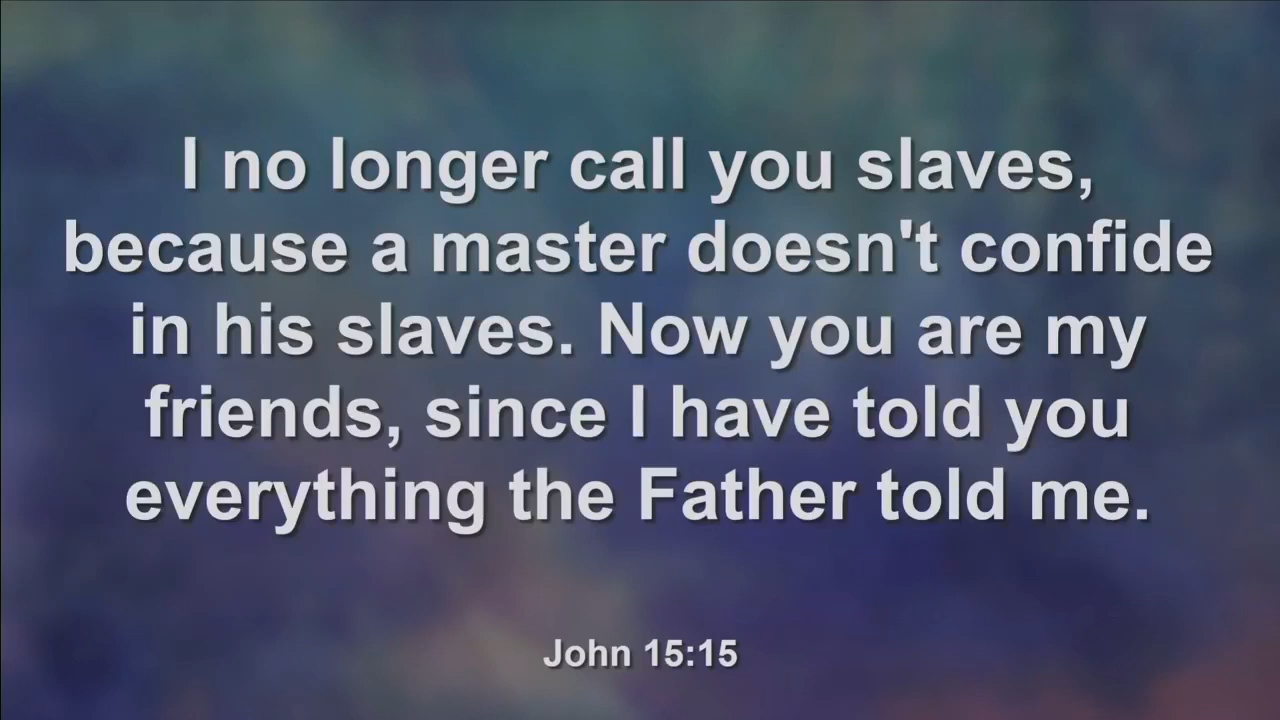 I no longer call you slaves,
because a master doesn't confide
in his slaves. Now you are my
friends, since I have told you
everything the Father told me.
John 15:15